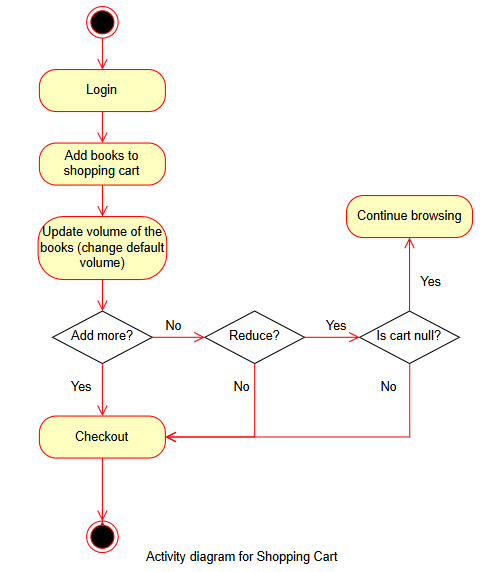 Login
Add books to
shopping cart
Update volume of the
books (change default
volume)
Continue browsing
Yes
Add more?
No
Reduce?
Yes
Is cart null?
Yes
No
No
Checkout
Activity diagram for Shopping Cart